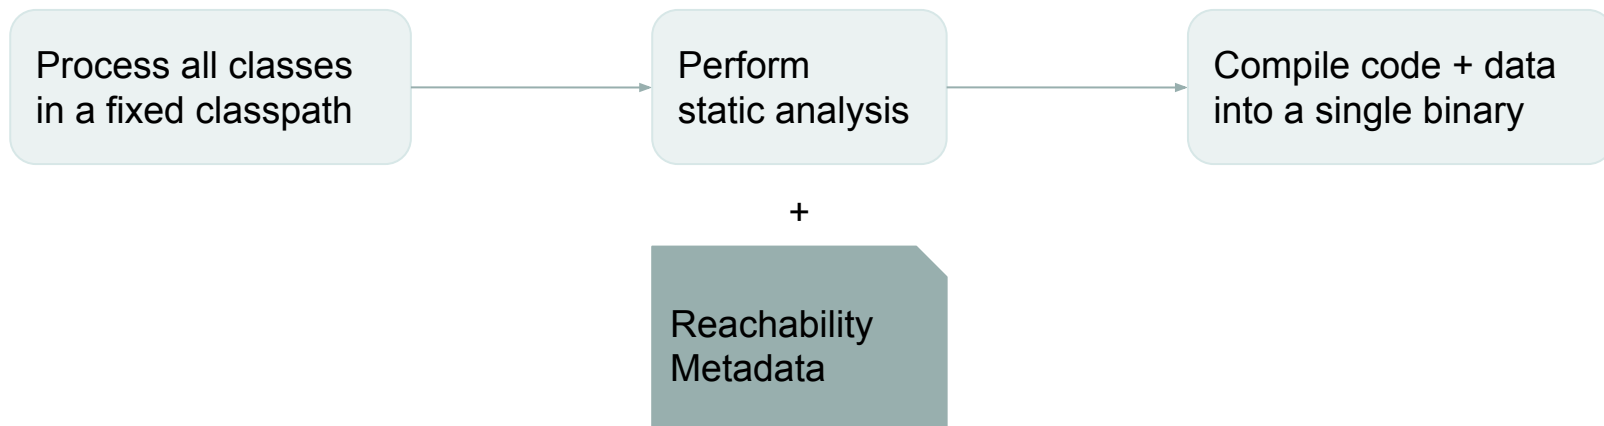 Process all classes
in a fixed classpath
Perform
static analysis
Compile code + data
into a single binary
+
Reachability
Metadata